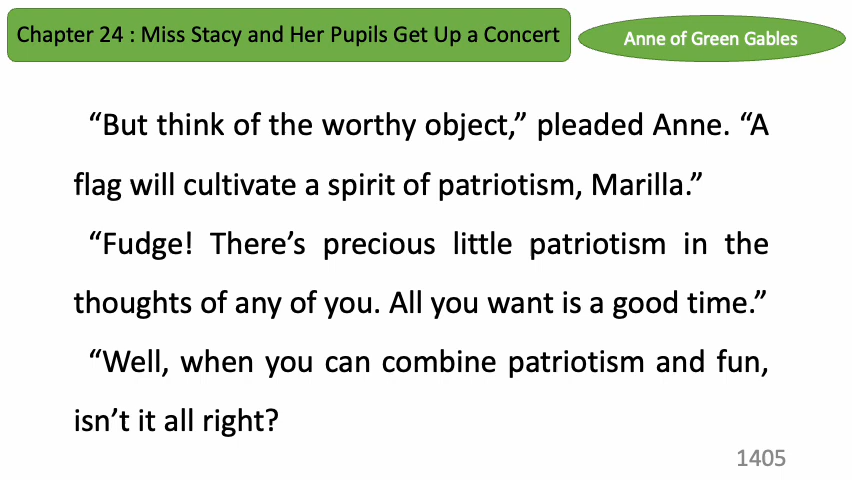 Chapter 24 : Miss Stacy and Her Pupils Get Up a Concert
Anne of Green Gables
“But think of the worthy object,” pleaded Anne. “A
flag will cultivate a spirit of patriotism, Marilla.”
“Fudge! There’s precious little patriotism in the
thoughts of any of you. All you want is a good time.”
“Well, when you can combine patriotism and fun,
isn’t it all right?
1405